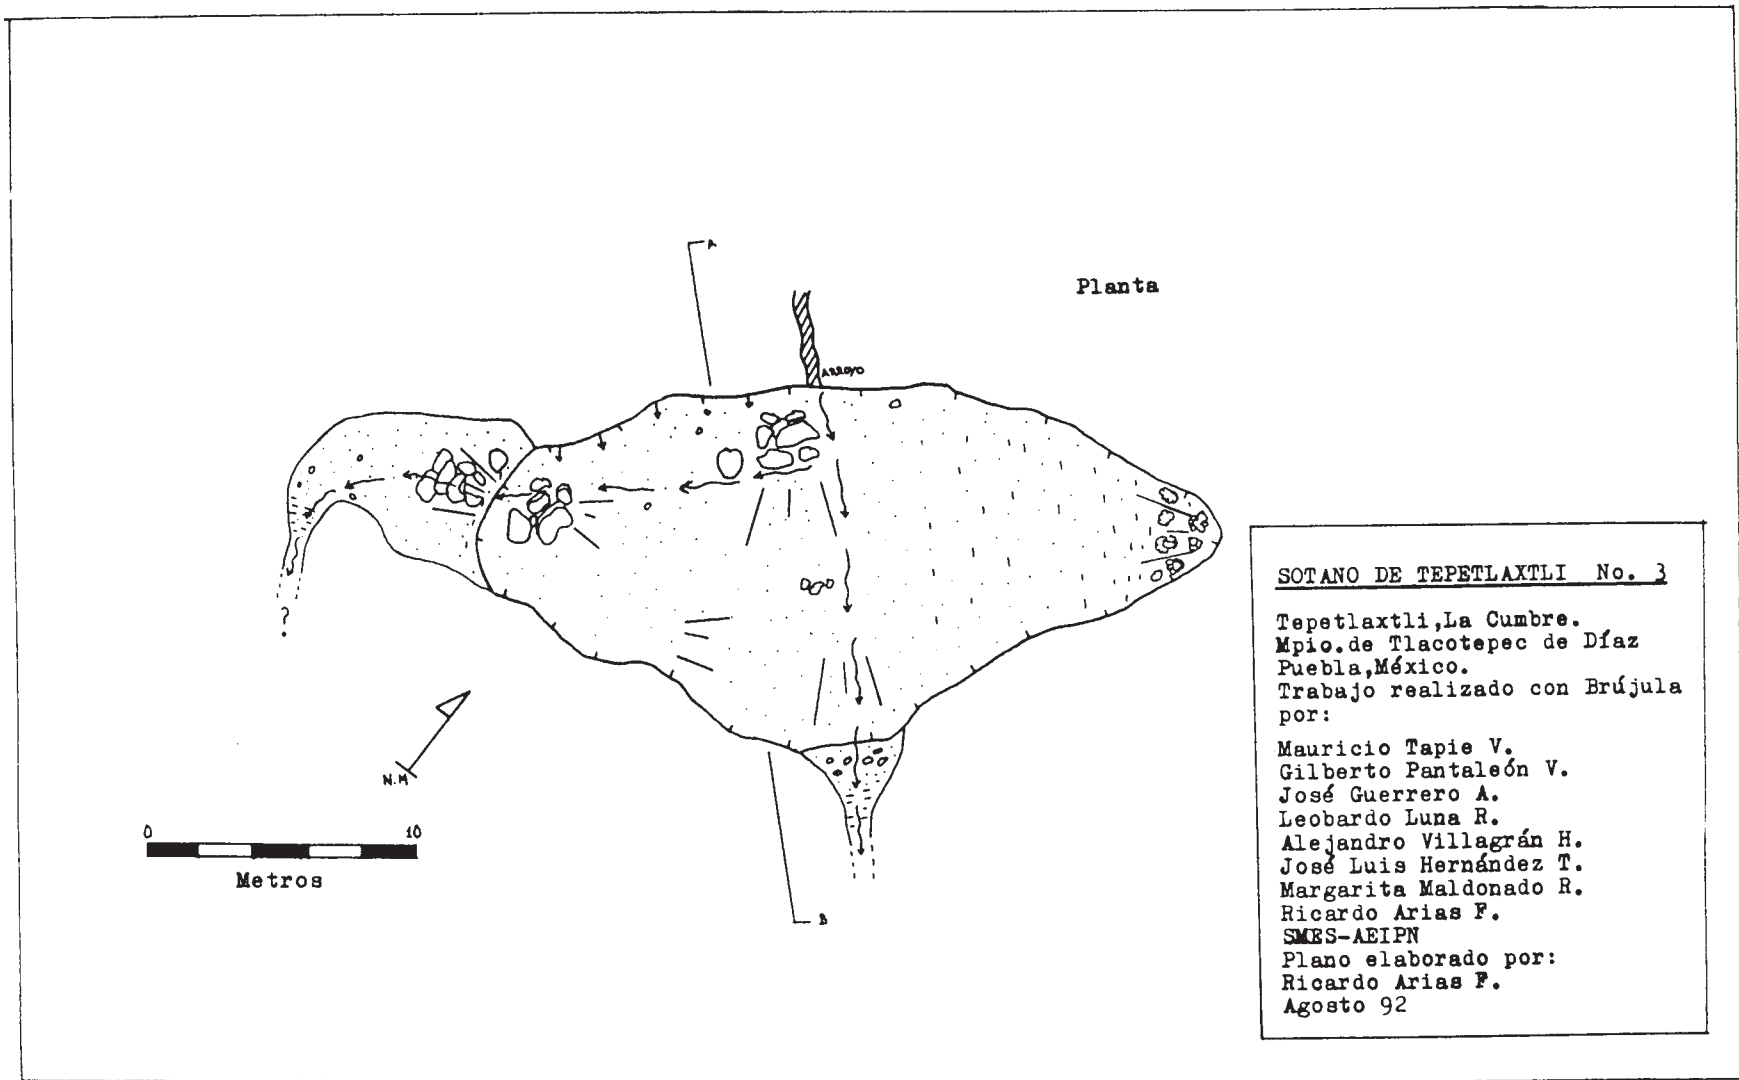 A
Planta
ARROYO
?
N.M
0 10
Metros
B
SOTANO DE TEPETLAXTLI No. 3
Tepetlaxtli,La Cumbre.
Mpio.de Tlacotepec de Díaz
Puebla,México.
Trabajo realizado con Brújula
por:
Mauricio Tapie V.
Gilberto Pantaleón V.
José Guerrero A.
Leobardo Luna R.
Alejandro Villagrán H.
José Luis Hernández T.
Margarita Maldonado R.
Ricardo Arias F.
SMES-AEIPN
Plano elaborado por:
Ricardo Arias F.
Agosto 92